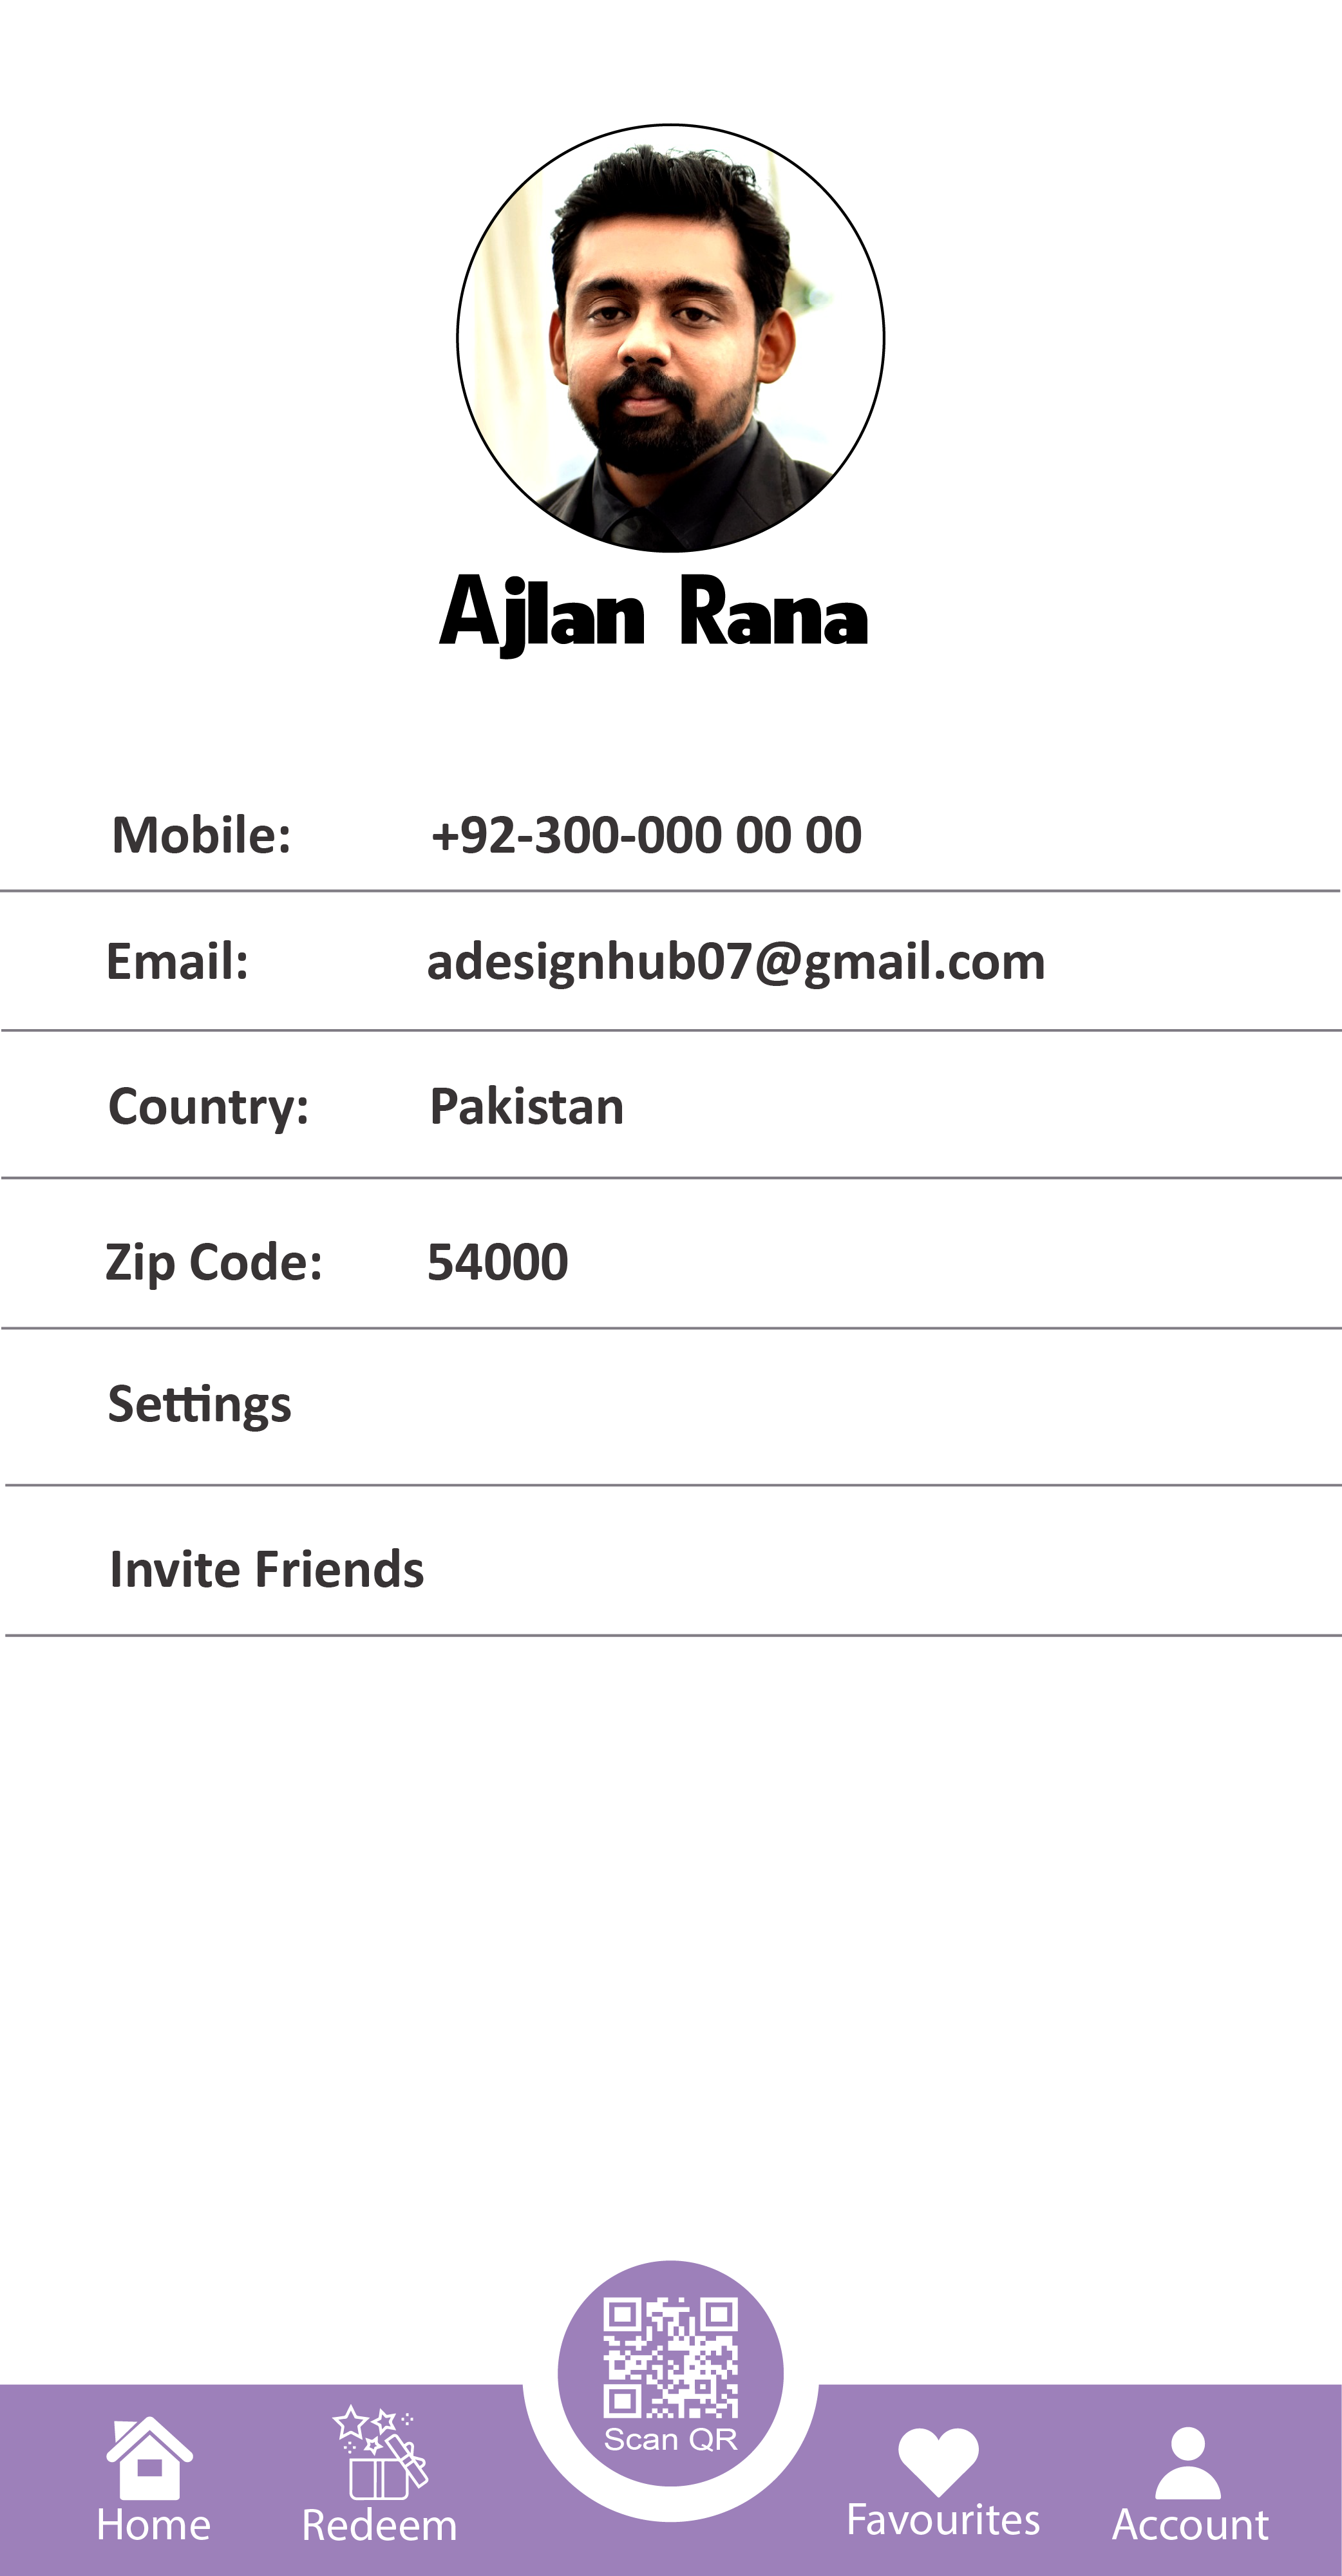 Ajlan Rana
Mobile: +92-300-000 00 00
Email: adesignhub07@gmail.com
Country: Pakistan
Zip Code: 54000
Settings
Invite Friends
Scan QR
Home Redeem Favourites Account